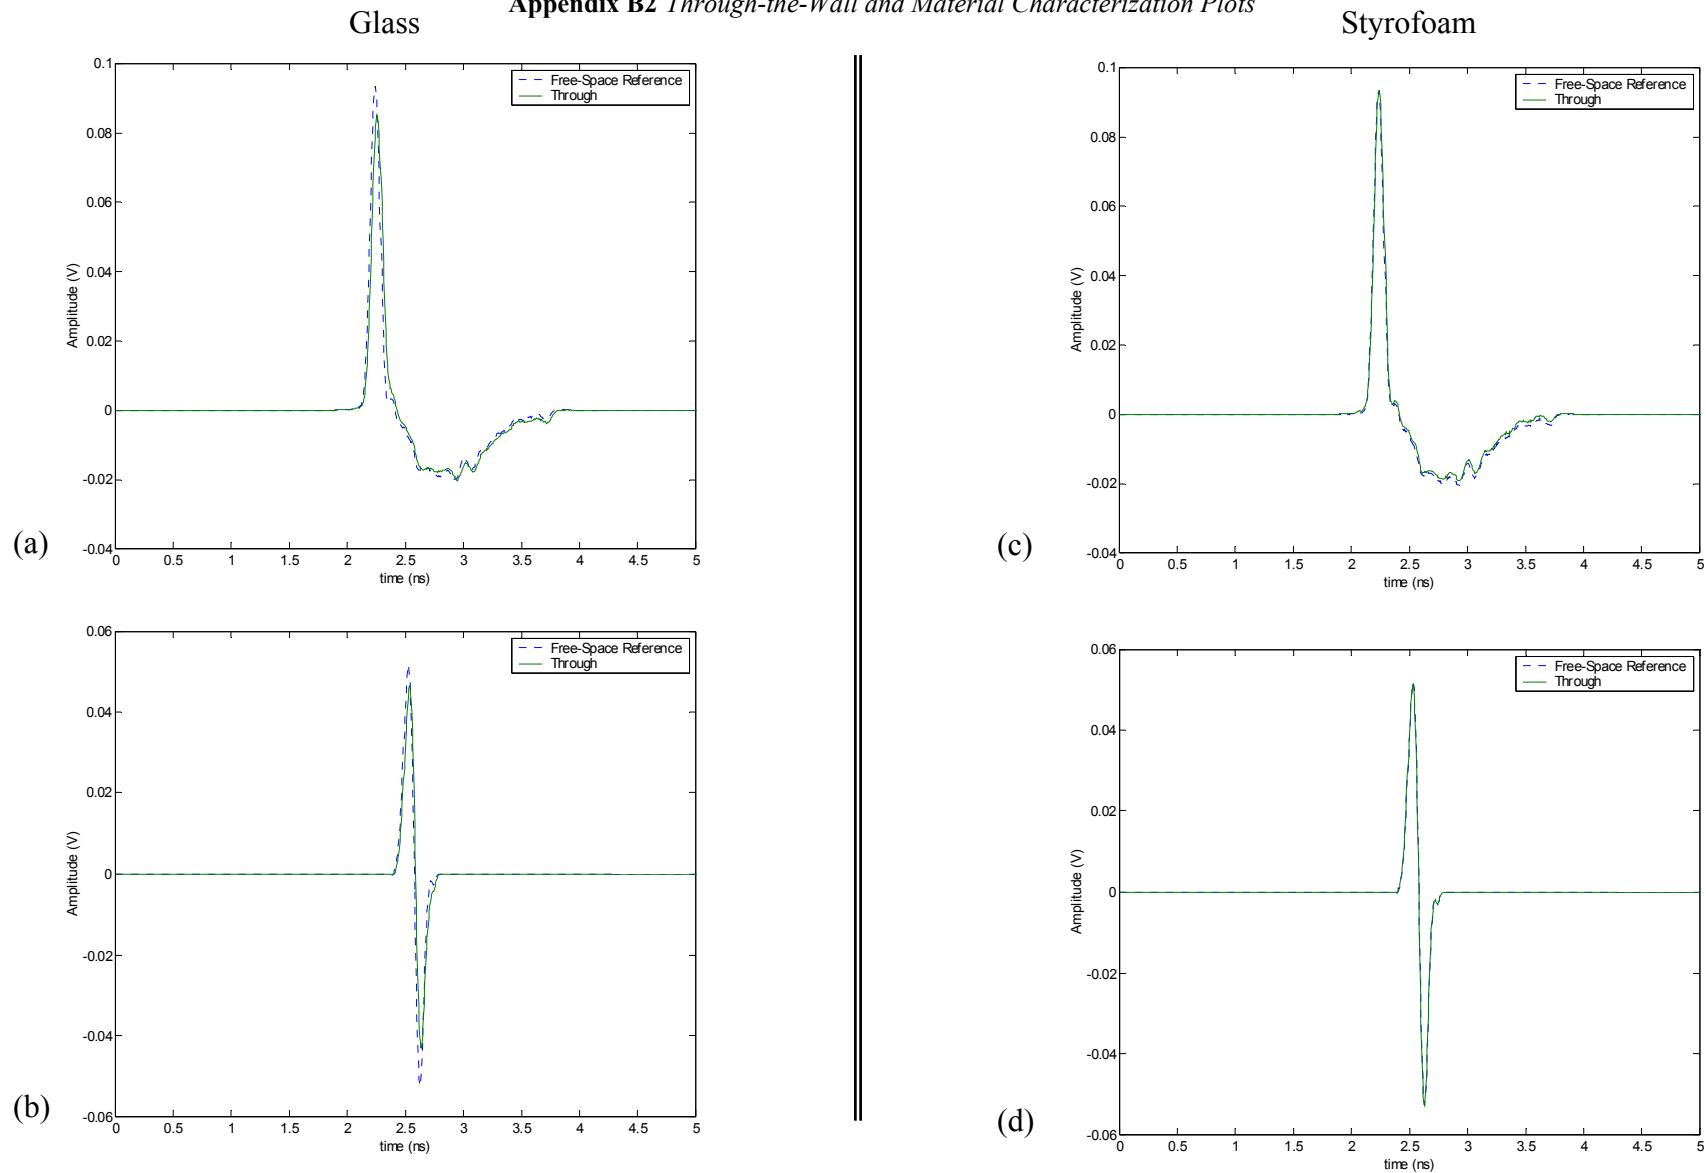 Appendix B2 Through-the-Wall and Material Characterization Plots
Glass
Styrofoam
0.1
0.08
0.06
0.04
0.02
0
-0.02
-0.04
Amplitude (V)
Free-Space Reference
Through
0 0.5 1 1.5 2 2.5 3 3.5 4 4.5 5
time (ns)
(a)
0.06
0.04
0.02
0
-0.02
-0.04
-0.06
Amplitude (V)
Free-Space Reference
Through
0 0.5 1 1.5 2 2.5 3 3.5 4 4.5 5
time (ns)
(b)
0.1
0.08
0.06
0.04
0.02
0
-0.02
-0.04
Amplitude (V)
Free-Space Reference
Through
0 0.5 1 1.5 2 2.5 3 3.5 4 4.5 5
time (ns)
(c)
0.06
0.04
0.02
0
-0.02
-0.04
-0.06
Amplitude (V)
Free-Space Reference
Through
0 0.5 1 1.5 2 2.5 3 3.5 4 4.5 5
time (ns)
(d)